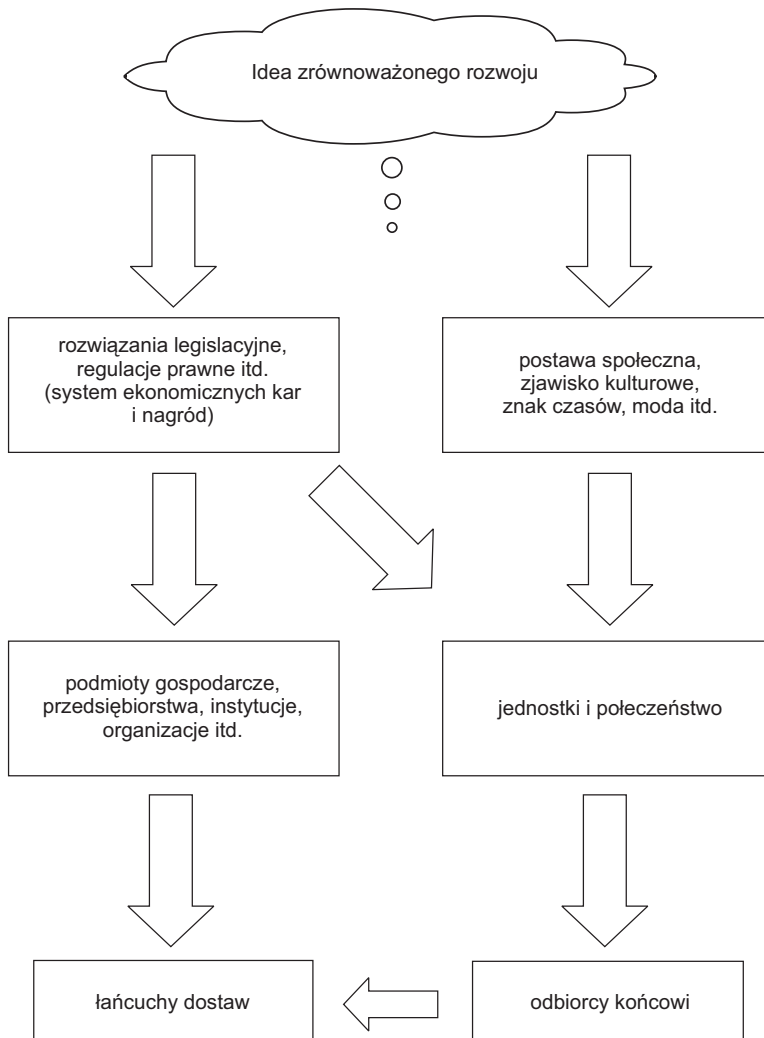 Idea zrównoważonego rozwoju
rozwiązania legislacyjne,
regulacje prawne itd.
(system ekonomicznych kar
i nagród)
postawa społeczna,
zjawisko kulturowe,
znak czasów, moda itd.
podmioty gospodarcze,
przedsiębiorstwa, instytucje,
organizacje itd.
jednostki i połeczeństwo
łańcuchy dostaw
odbiorcy końcowi